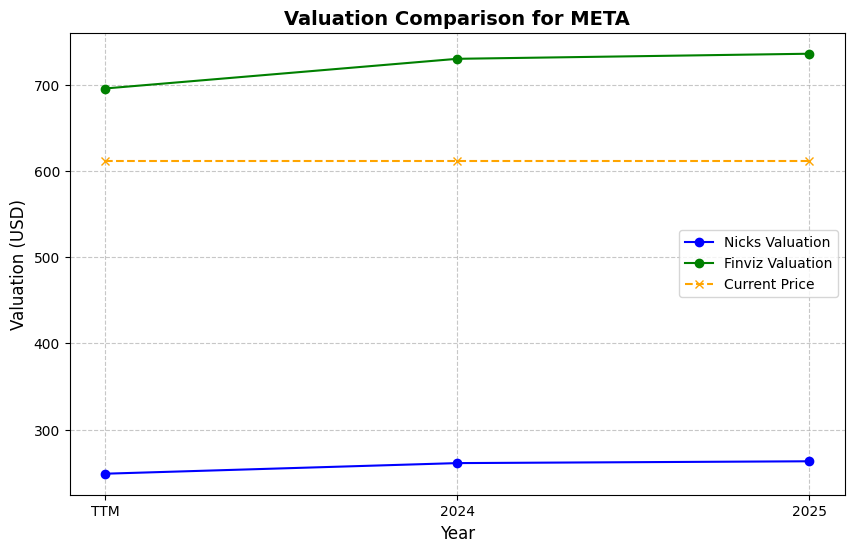 Valuation Comparison for META
Valuation (USD)
700
600
500
400
300
Nicks Valuation
Finviz Valuation
Current Price
TTM
2024
2025
Year